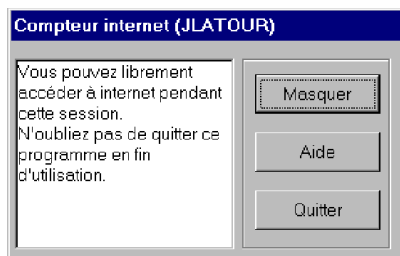 Compteur internet (JLATOUR)
Vous pouvez librement
accéder à internet pendant
cette session.
N'oubliez pas de quitter ce
programme en fin
d'utilisation.
Masquer
Aide
Quitter